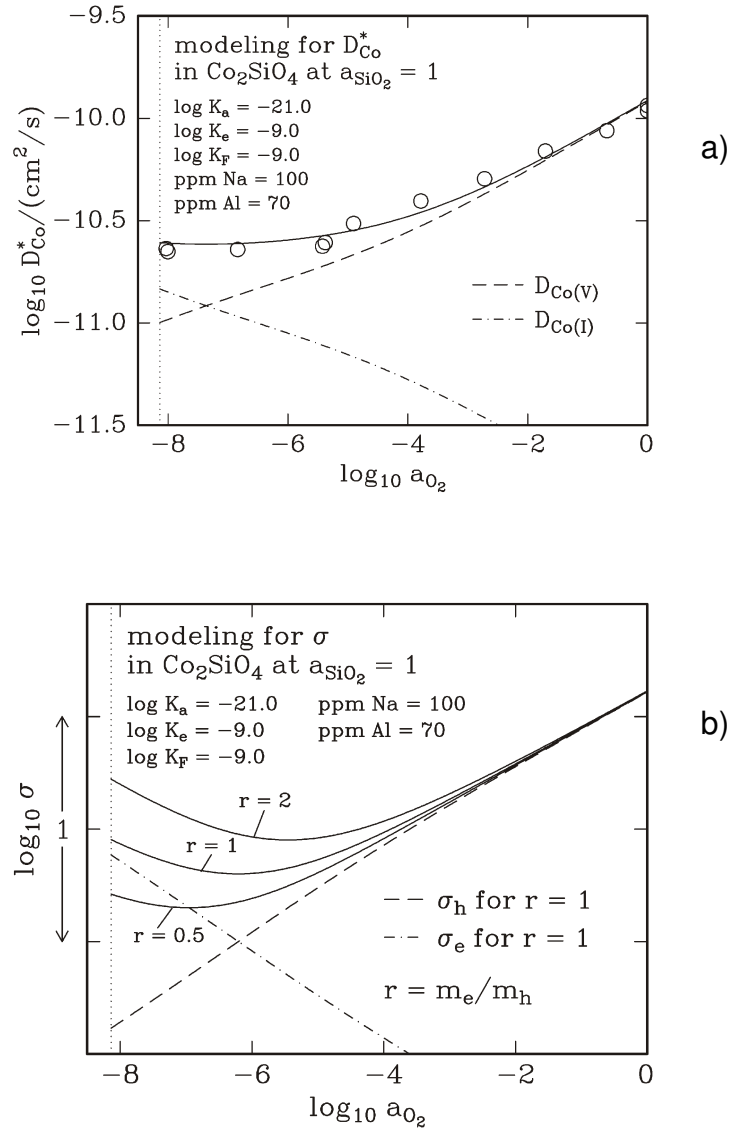 −9.5
−10.0
−10.5
−11.0
−11.5
log₁₀ D*Co/(cm²/s)
modeling for D*Co
in Co₂SiO₄ at aSiO₂ = 1
log Ka = −21.0
log Ke = −9.0
log KF = −9.0
ppm Na = 100
ppm Al = 70
DCo(V)
DCo(I)
−8 −6 −4 −2 0
log₁₀ aO₂
a)
modeling for σ
in Co₂SiO₄ at aSiO₂ = 1
log Ka = −21.0 ppm Na = 100
log Ke = −9.0 ppm Al = 70
log KF = −9.0
log₁₀ σ
1
r = 2
r = 1
r = 0.5
σh for r = 1
σe for r = 1
r = me/mh
−8 −6 −4 −2 0
log₁₀ aO₂
b)